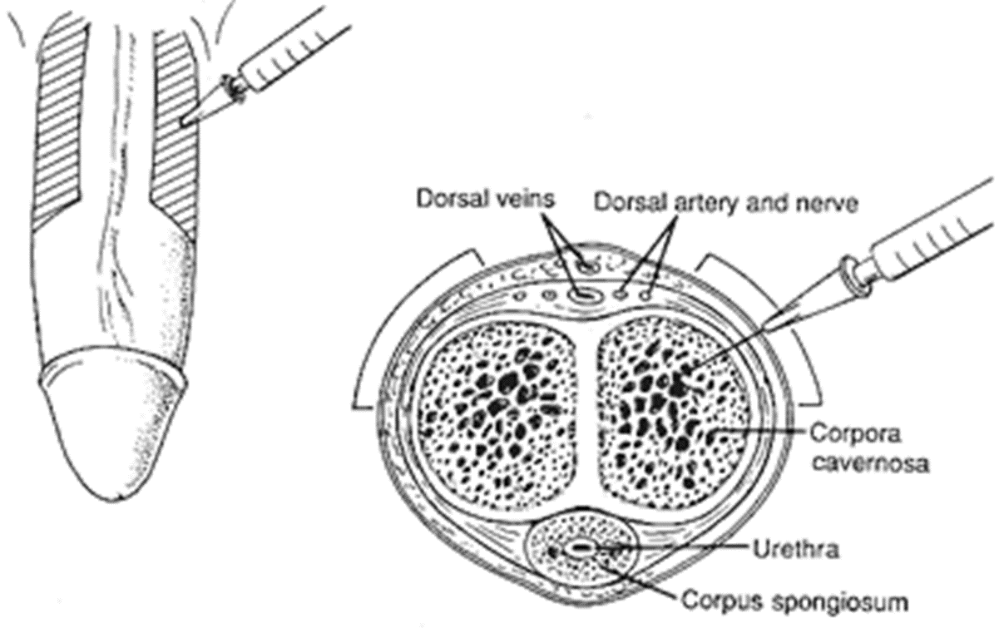 Dorsal veins
Dorsal artery and nerve
Corpora
cavernosa
Urethra
Corpus spongiosum